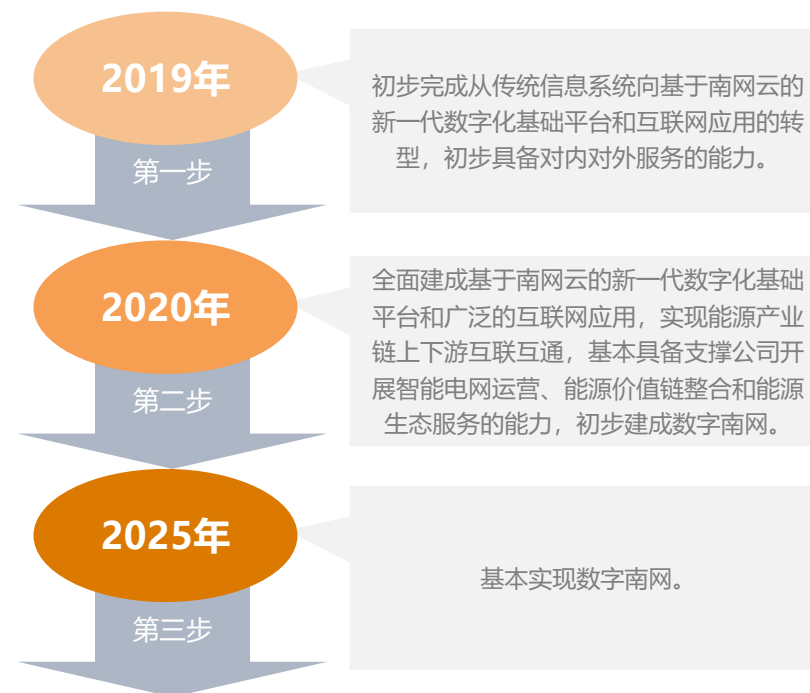 2019年
第一步
初步完成从传统信息系统向基于南网云的
新一代数字化基础平台和互联网应用的转
型，初步具备对内对外服务的能力。
2020年
第二步
全面建成基于南网云的新一代数字化基础
平台和广泛的互联网应用，实现能源产业
链上下游互联互通，基本具备支撑公司开
展智能电网运营、能源价值链整合和能源
生态服务的能力，初步建成数字南网。
2025年
第三步
基本实现数字南网。